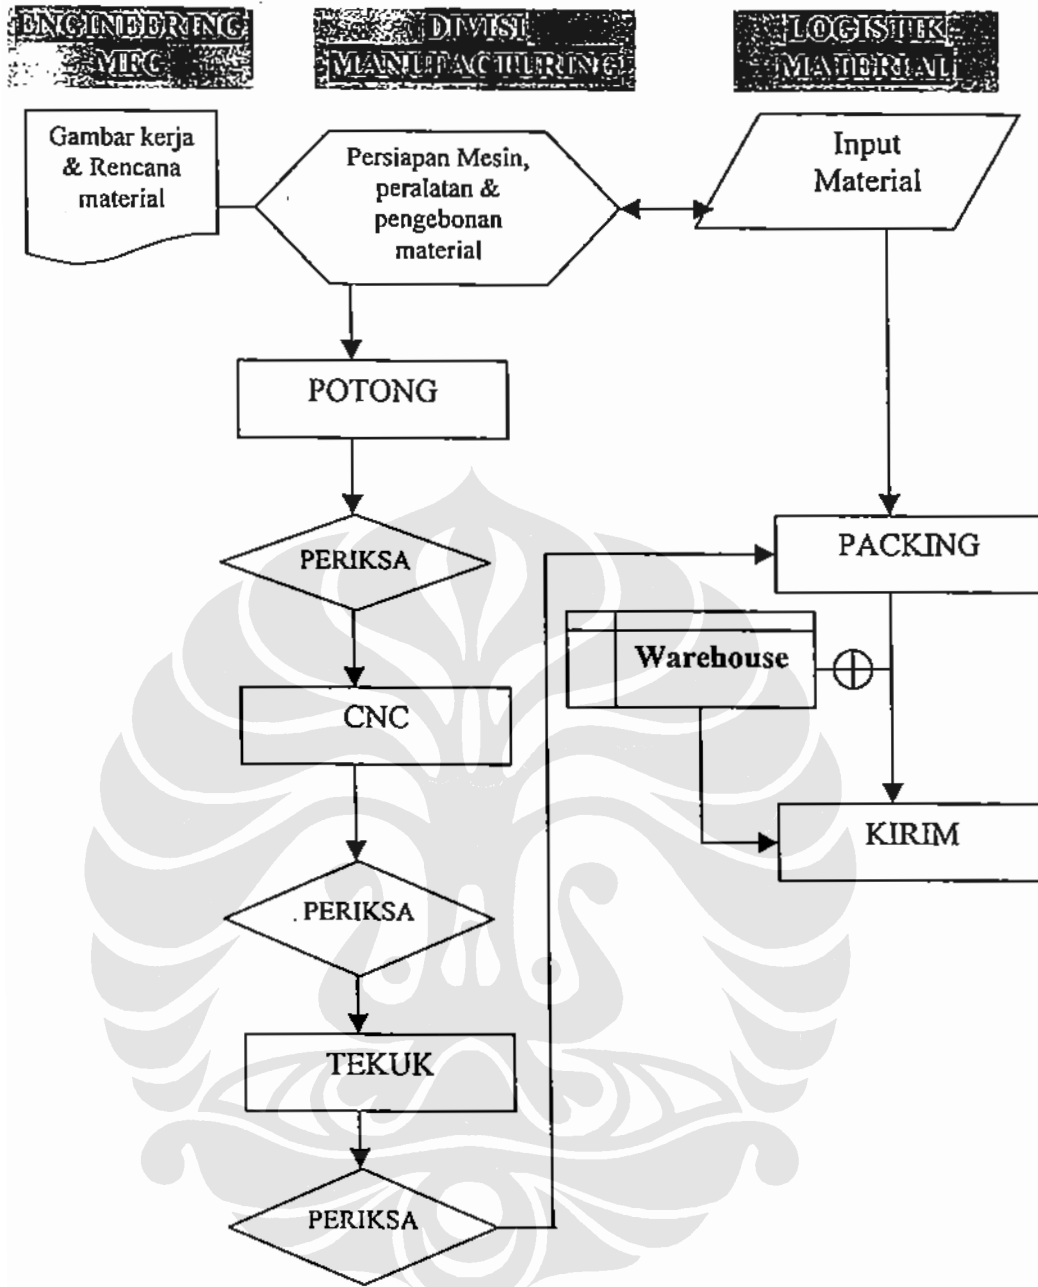 ENGINEERING
MFC
DIVISI
MANUFACTURING
LOGISTIK
MATERIAL
Gambar kerja
& Rencana
material
Persiapan Mesin,
peralatan &
pengebonan
material
Input
Material
POTONG
PERIKSA
PACKING
Warehouse
CNC
KIRIM
PERIKSA
TEKUK
PERIKSA